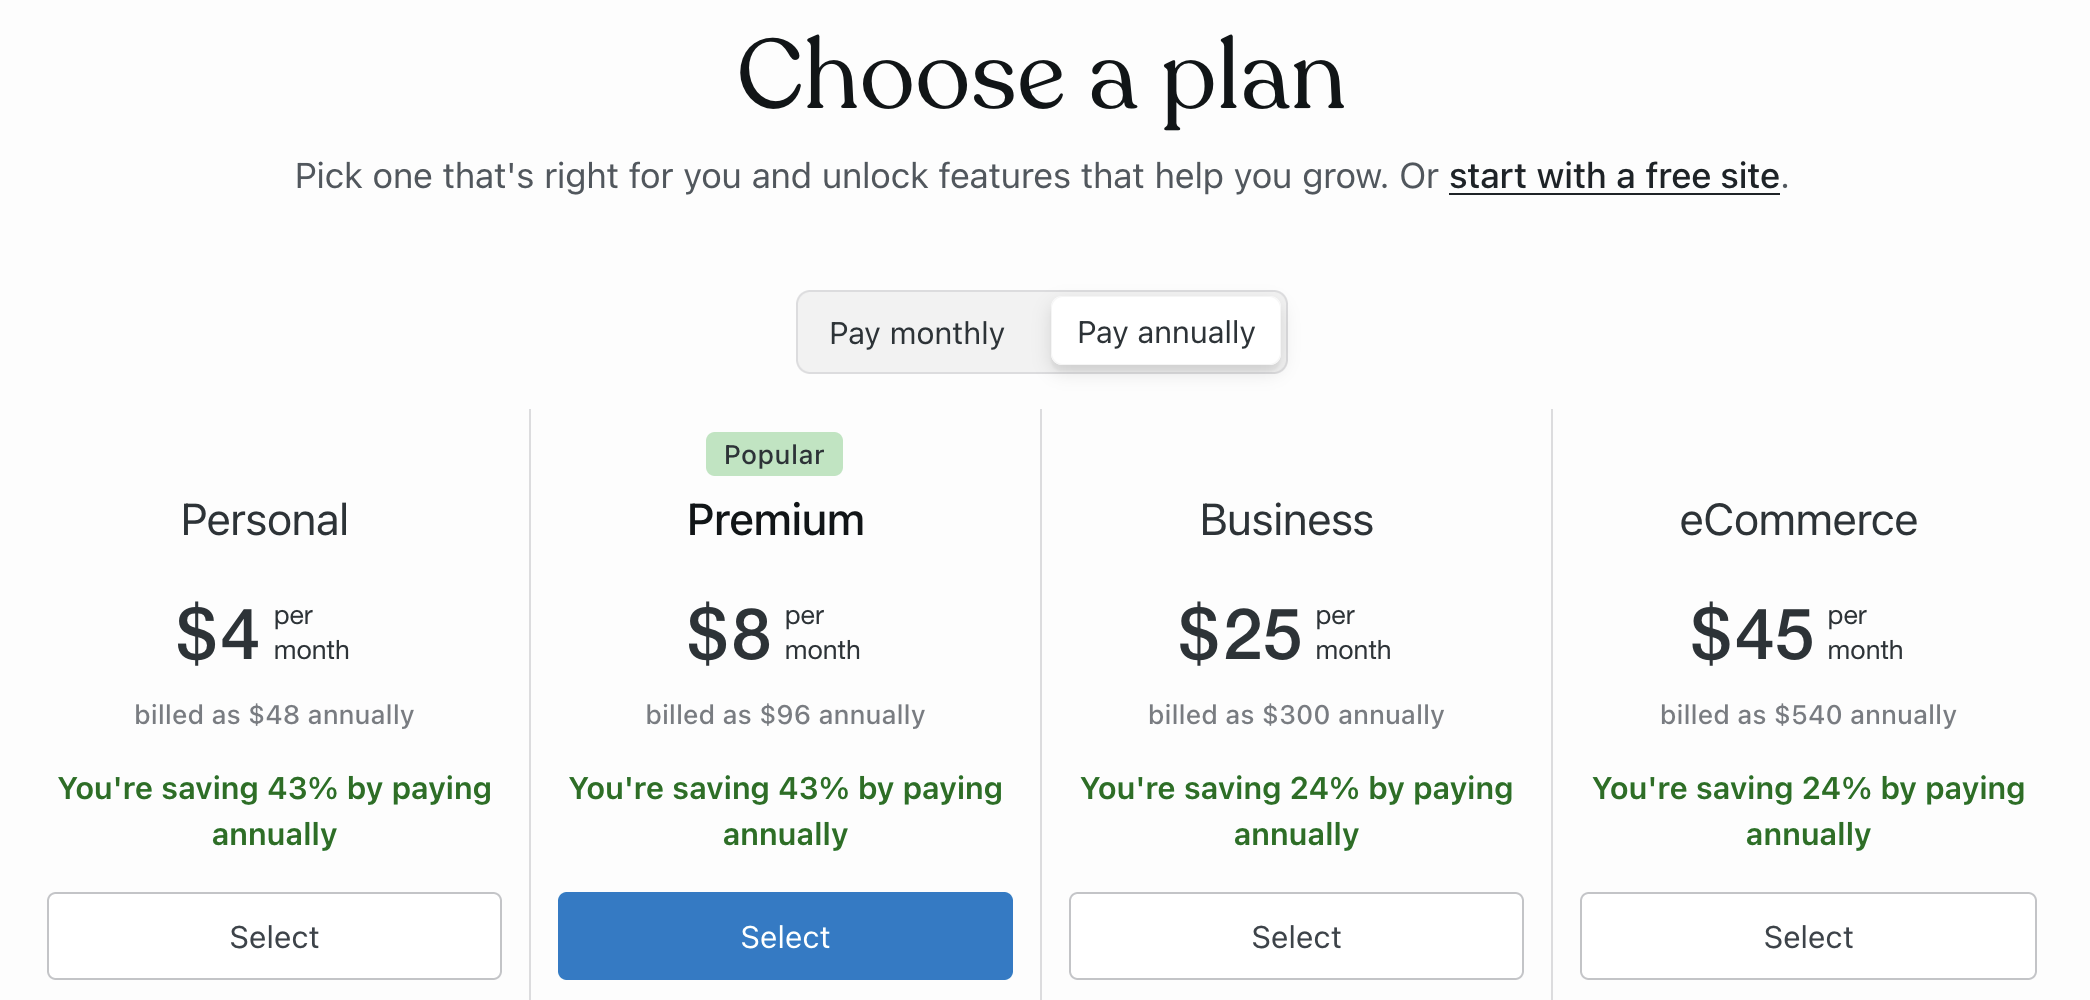 Choose a plan
Pick one that's right for you and unlock features that help you grow. Or start with a free site.
Pay monthly
Pay annually
Personal
$4 per
month
billed as $48 annually
You're saving 43% by paying
annually
Select
Popular
Premium
$8 per
month
billed as $96 annually
You're saving 43% by paying
annually
Select
Business
$25 per
month
billed as $300 annually
You're saving 24% by paying
annually
Select
eCommerce
$45 per
month
billed as $540 annually
You're saving 24% by paying
annually
Select